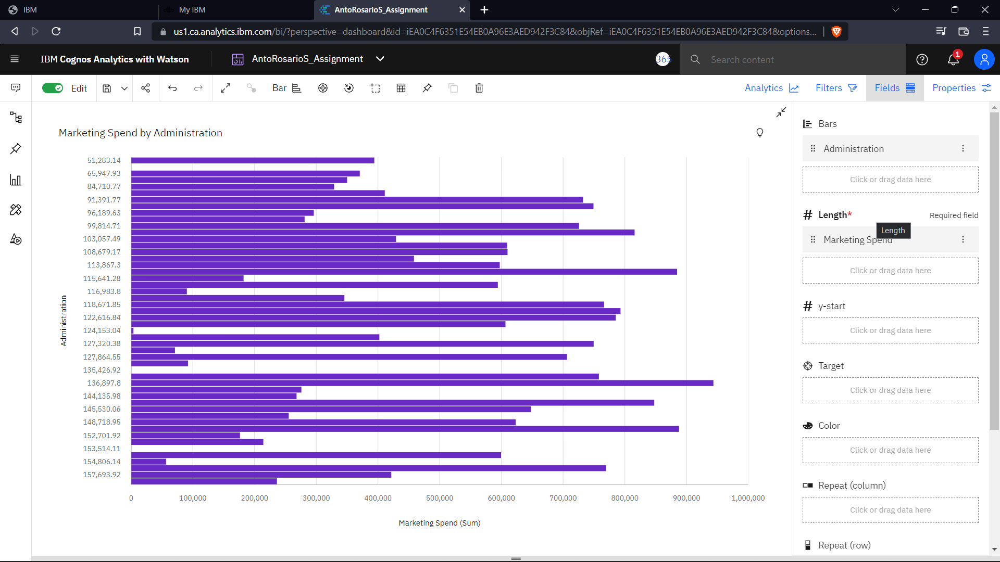 IBM
My IBM
AntoRosarioS_Assignment
us1.ca.analytics.ibm.com/bi/?perspective=dashboard&id=iEA0C4F6351E54EB0A96E3AED942F3C84&objRef=iEA0C4F6351E54EB0A96E3AED942F3C84&options...
IBM Cognos Analytics with Watson
AntoRosarioS_Assignment
365
Search content
1
Edit
Bar
Analytics
Filters
Fields
Properties
Marketing Spend by Administration
51,283.14
65,947.93
84,710.77
91,391.77
96,189.63
99,814.71
103,057.49
108,679.17
113,867.3
115,641.28
116,983.8
118,671.85
122,616.84
124,153.04
127,320.38
127,864.55
135,426.92
136,897.8
144,135.98
145,530.06
148,718.95
152,701.92
153,514.11
154,806.14
157,693.92
Administration
0 100,000 200,000 300,000 400,000 500,000 600,000 700,000 800,000 900,000 1,000,000
Marketing Spend (Sum)
Bars
Administration
Click or drag data here
Length*
Required field
Length
Marketing Spend
Click or drag data here
y-start
Click or drag data here
Target
Click or drag data here
Color
Click or drag data here
Repeat (column)
Click or drag data here
Repeat (row)